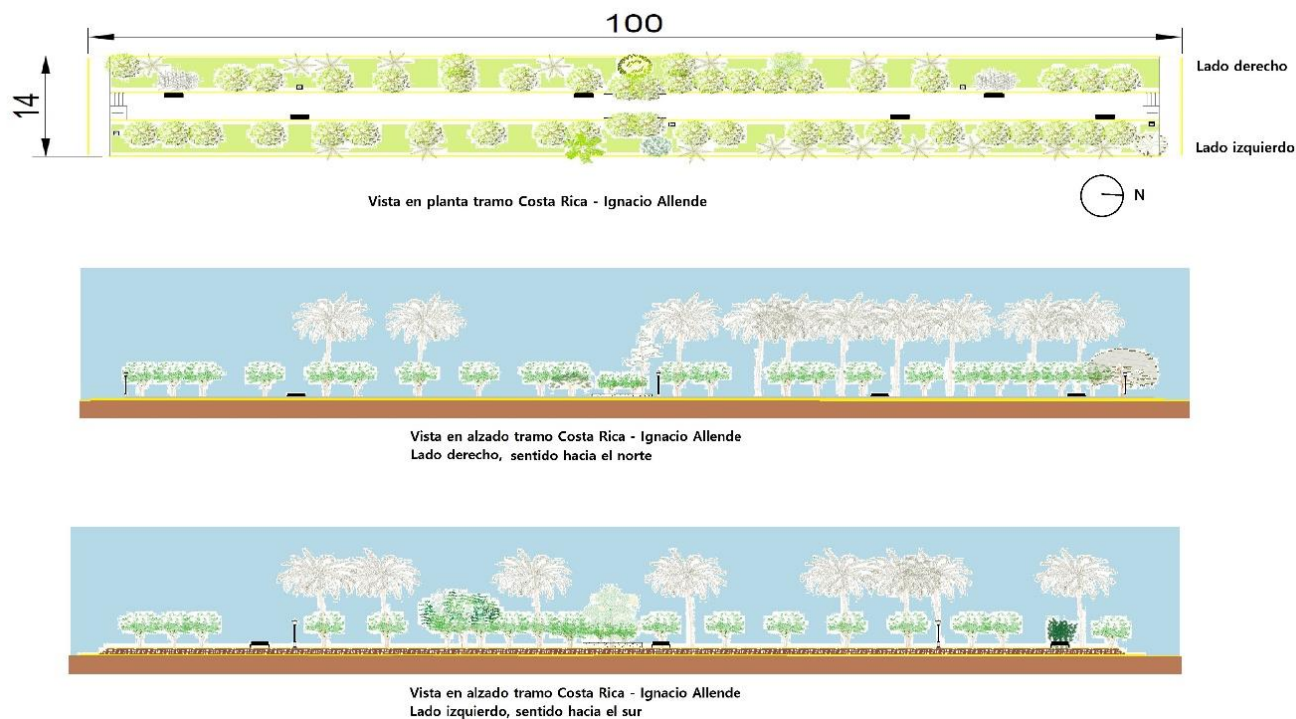 100
14
Lado derecho
Lado izquierdo
Vista en planta tramo Costa Rica - Ignacio Allende
N
Vista en alzado tramo Costa Rica - Ignacio Allende
Lado derecho, sentido hacia el norte
Vista en alzado tramo Costa Rica - Ignacio Allende
Lado izquierdo, sentido hacia el sur